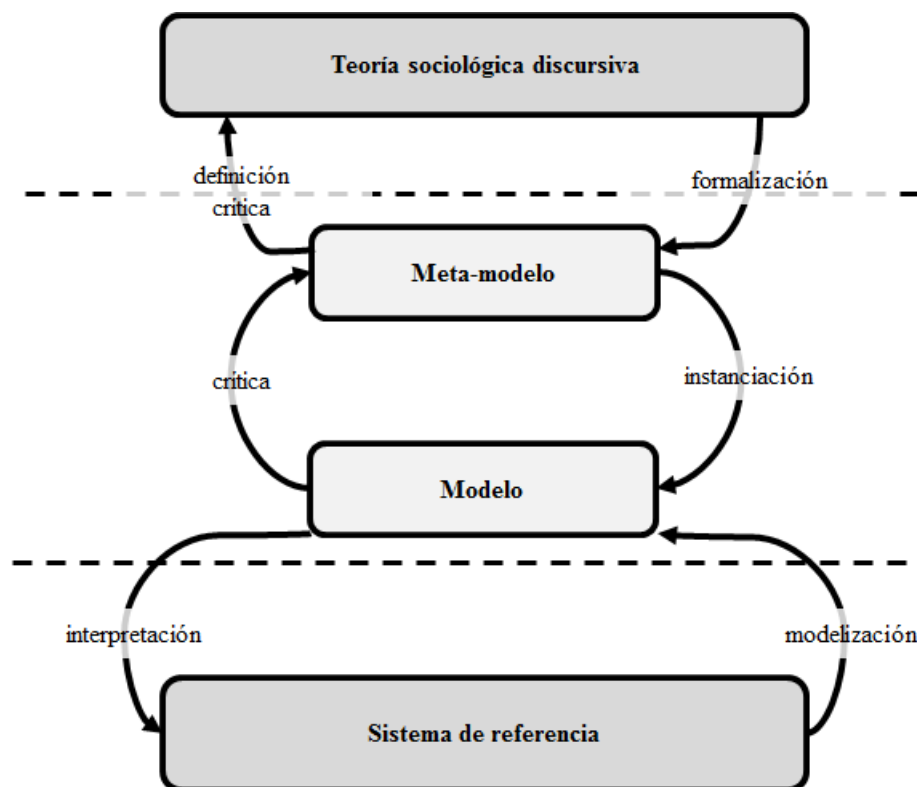 Teoría sociológica discursiva
definición
crítica
formalización
Meta-modelo
crítica
instanciación
Modelo
interpretación
modelización
Sistema de referencia